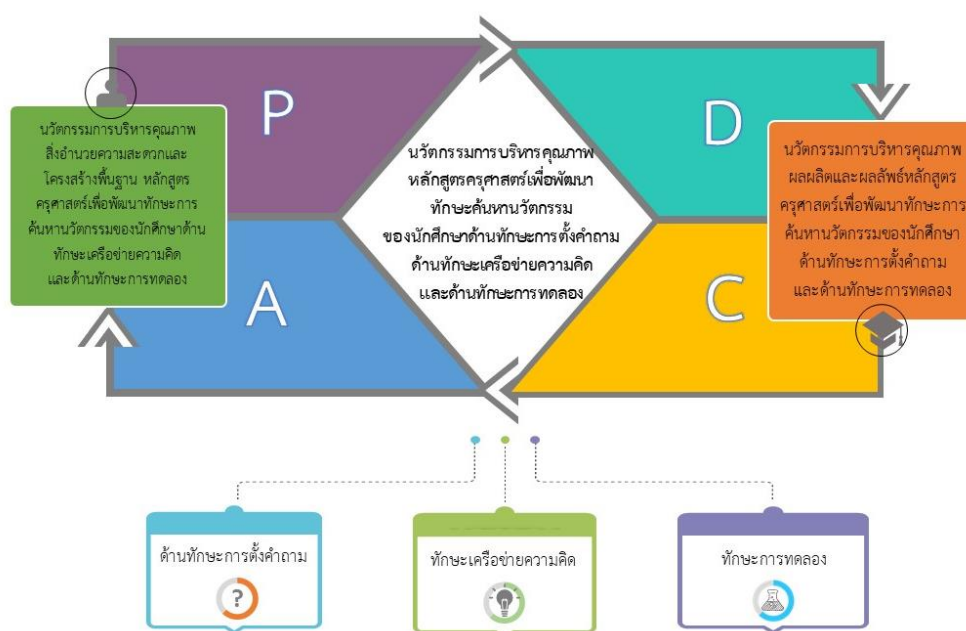 P
D
นวัตกรรมการบริหารคุณภาพ
สิ่งอำนวยความสะดวกและ
โครงสร้างพื้นฐาน หลักสูตร
ครุศาสตร์เพื่อพัฒนาทักษะการ
ค้นหานวัตกรรมของนักศึกษาด้าน
ทักษะเครือข่ายความคิด
และด้านทักษะการทดลอง
นวัตกรรมการบริหารคุณภาพ
หลักสูตรครุศาสตร์เพื่อพัฒนา
ทักษะค้นหานวัตกรรม
ของนักศึกษาด้านทักษะการตั้งคำถาม
ด้านทักษะเครือข่ายความคิด
และด้านทักษะการทดลอง
นวัตกรรมการบริหารคุณภาพ
ผลผลิตและผลลัพธ์หลักสูตร
ครุศาสตร์เพื่อพัฒนาทักษะการ
ค้นหานวัตกรรมของนักศึกษา
ด้านทักษะการตั้งคำถาม
และด้านทักษะการทดลอง
A
C
ด้านทักษะการตั้งคำถาม
?
ทักษะเครือข่ายความคิด
ทักษะการทดลอง